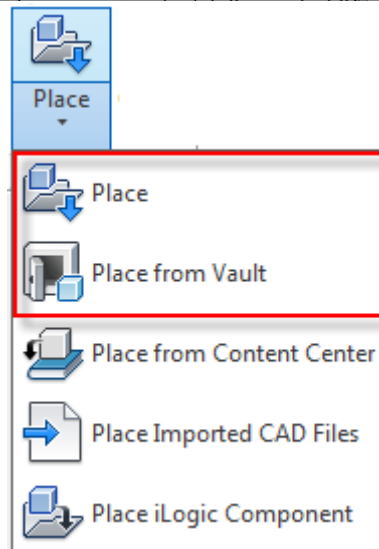 Place
Place
Place from Vault
Place from Content Center
Place Imported CAD Files
Place iLogic Component